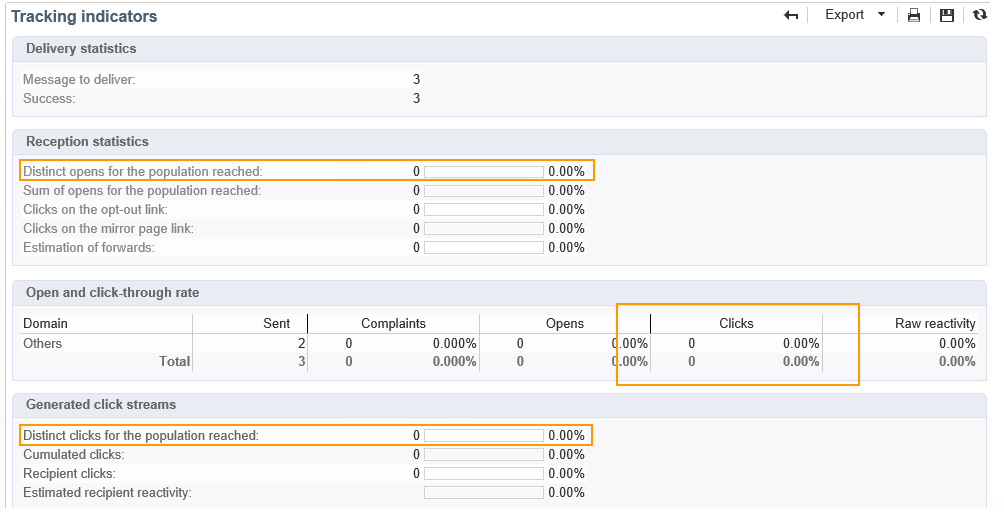 Tracking indicators Export
Delivery statistics
Message to deliver: 3
Success: 3
Reception statistics
Distinct opens for the population reached: 0 0.00%
Sum of opens for the population reached: 0 0.00%
Clicks on the opt-out link: 0 0.00%
Clicks on the mirror page link: 0 0.00%
Estimation of forwards: 0 0.00%
Open and click-through rate
Domain Sent Complaints Opens Clicks Raw reactivity
Others 2 0 0.000% 0 0.00% 0 0.00% 0.00%
Total 3 0 0.000% 0 0.00% 0 0.00% 0.00%
Generated click streams
Distinct clicks for the population reached: 0 0.00%
Cumulated clicks: 0 0.00%
Recipient clicks: 0 0.00%
Estimated recipient reactivity: 0.00%